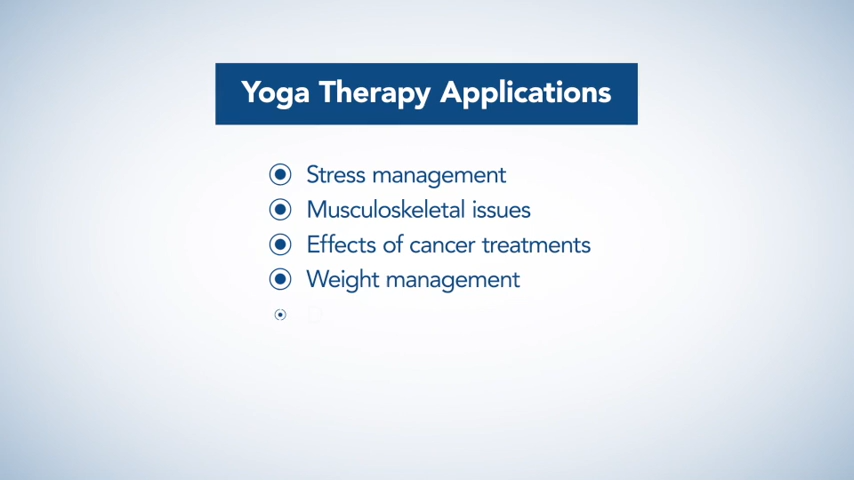 Yoga Therapy Applications
Stress management
Musculoskeletal issues
Effects of cancer treatments
Weight management